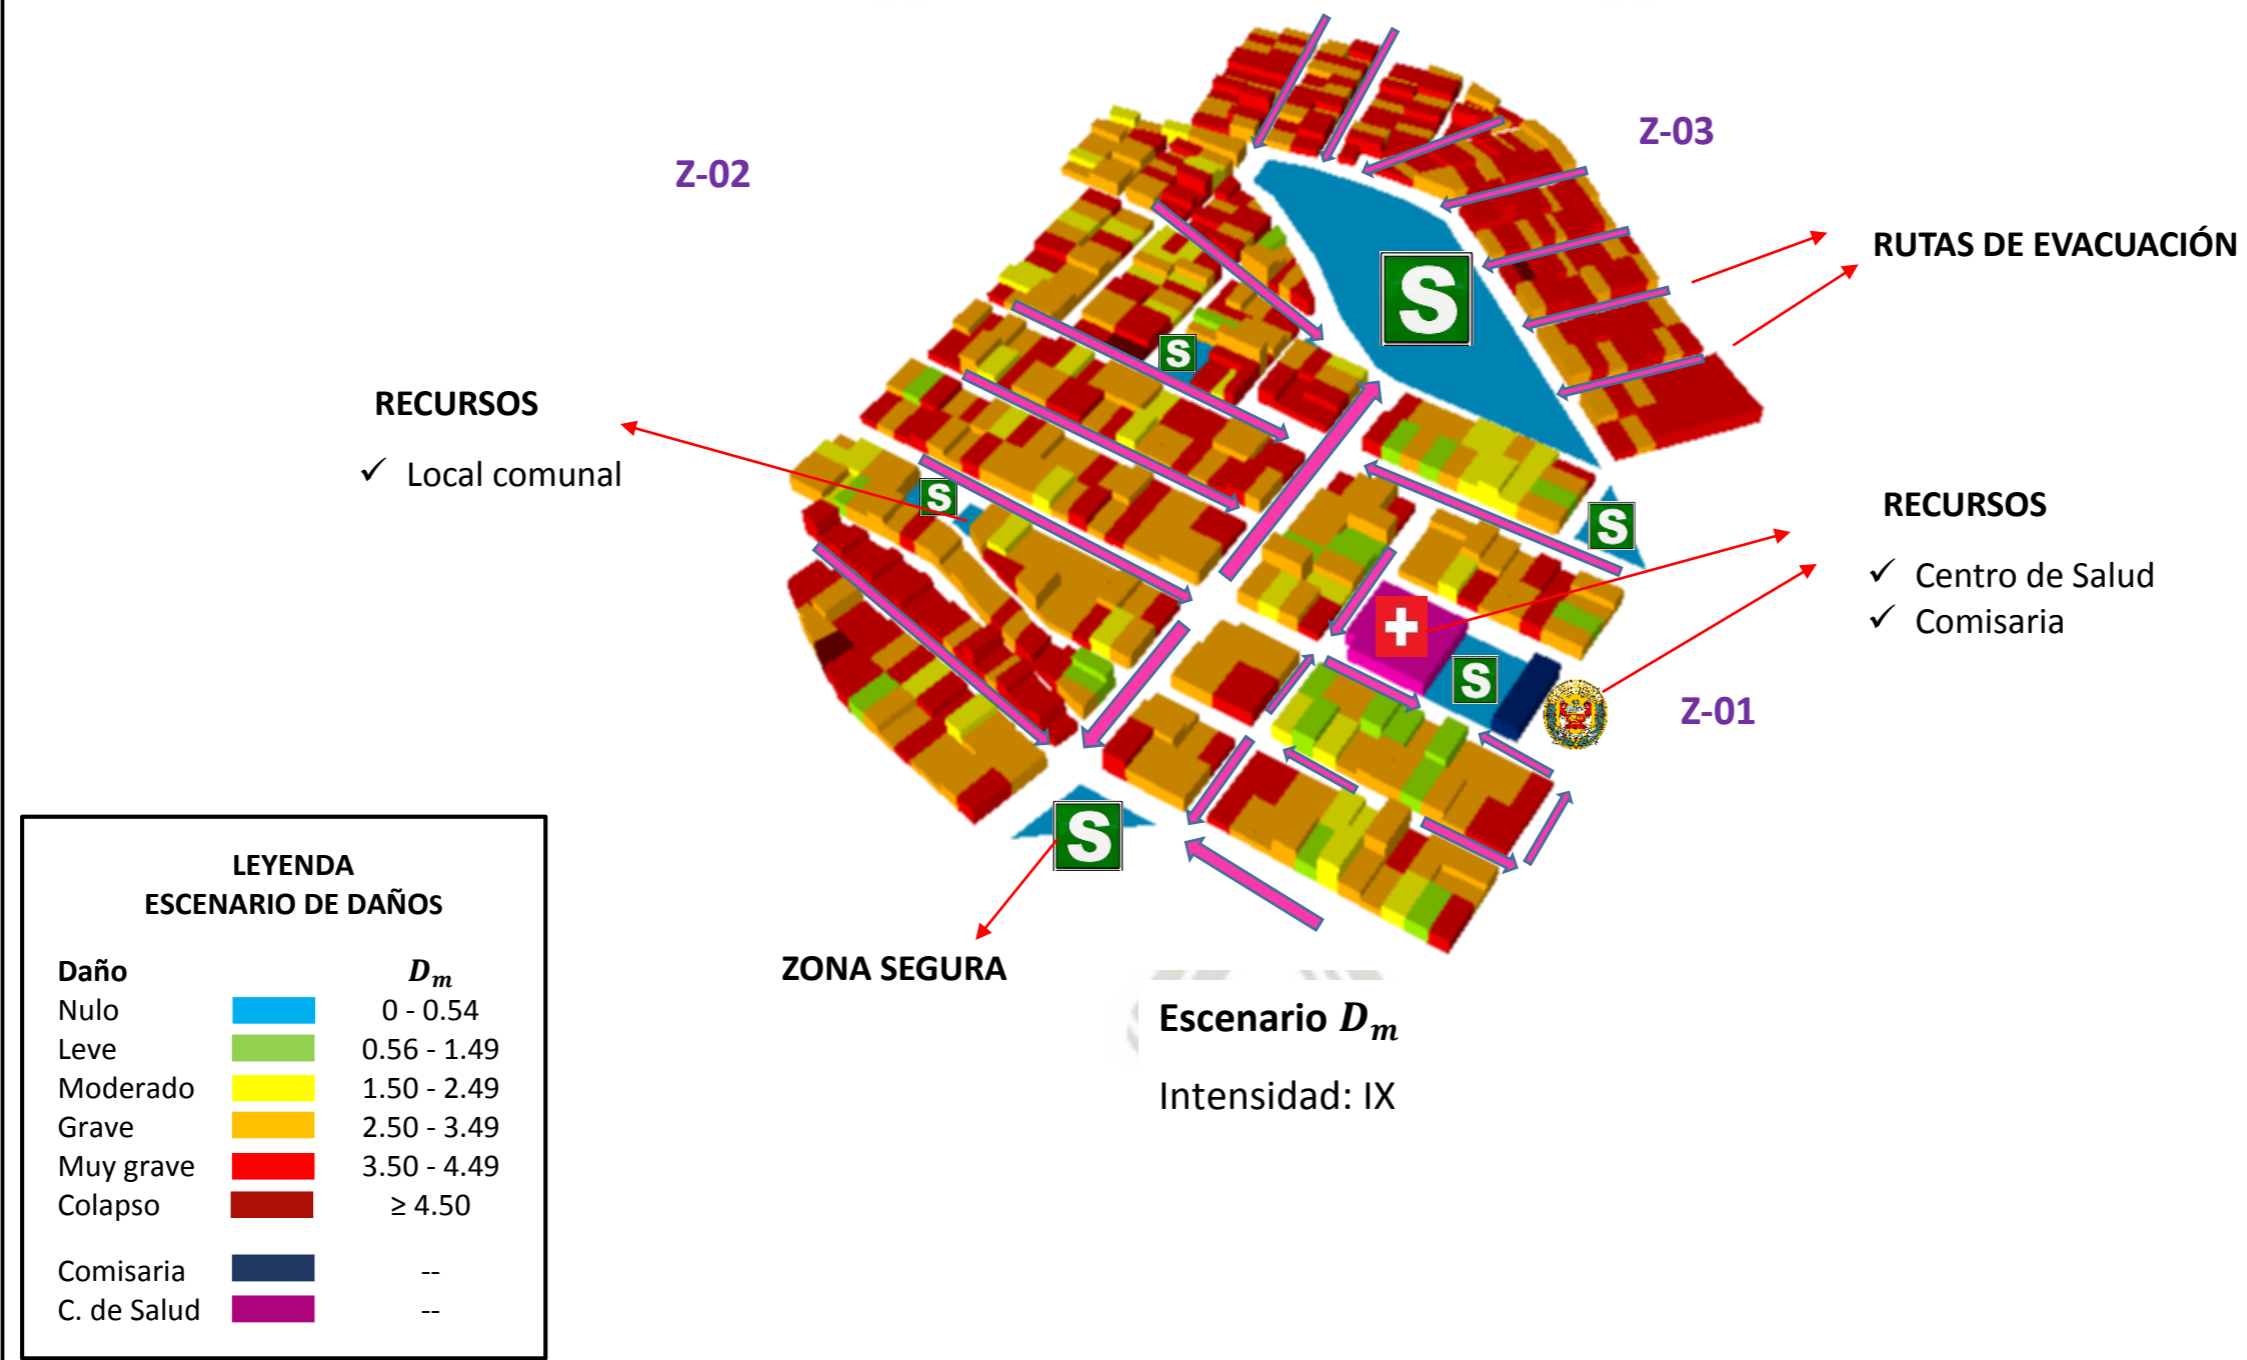 Z-03
Z-02
RUTAS DE EVACUACIÓN
S
S
RECURSOS
✓ Local comunal
S
S
RECURSOS
✓ Centro de Salud
✓ Comisaria
S
Z-01
S
ZONA SEGURA
LEYENDA
ESCENARIO DE DAÑOS
Daño D_m
Nulo 0 - 0.54
Leve 0.56 - 1.49
Moderado 1.50 - 2.49
Grave 2.50 - 3.49
Muy grave 3.50 - 4.49
Colapso ≥ 4.50
Comisaria --
C. de Salud --
Escenario D_m
Intensidad: IX